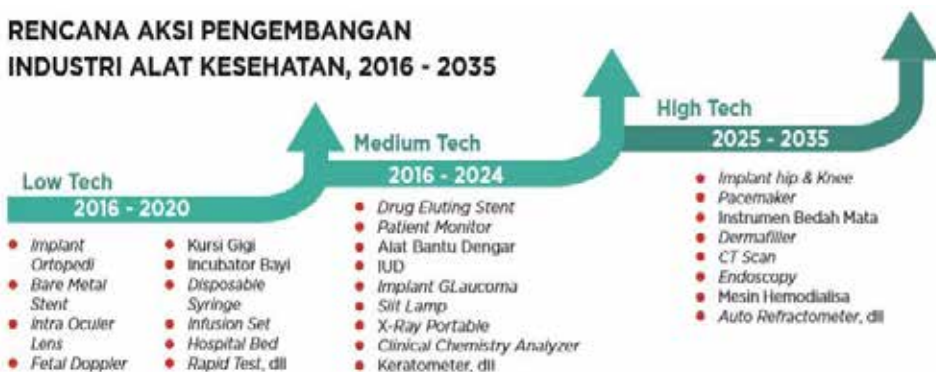 RENCANA AKSI PENGEMBANGAN
INDUSTRI ALAT KESEHATAN, 2016 - 2035
Low Tech
2016 - 2020
Implant
Ortopedi
Bare Metal
Stent
Intra Oculer
Lens
Fetal Doppler
Kursi Gigi
Incubator Bayi
Disposable
Syringe
Infusion Set
Hospital Bed
Rapid Test, dll
Medium Tech
2016 - 2024
Drug Eluting Stent
Patient Monitor
Alat Bantu Dengar
IUD
Implant GLaucoma
Slit Lamp
X-Ray Portable
Clinical Chemistry Analyzer
Keratometer, dll
High Tech
2025 - 2035
Implant hip & Knee
Pacemaker
Instrumen Bedah Mata
Dermafiller
CT Scan
Endoscopy
Mesin Hemodialisa
Auto Refractometer, dll